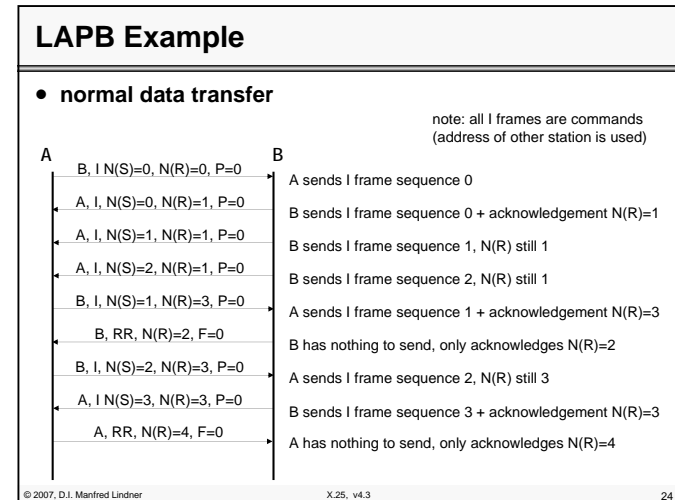 LAPB Example
• normal data transfer
note: all I frames are commands
(address of other station is used)
A B
B, I N(S)=0, N(R)=0, P=0
A sends I frame sequence 0
A, I, N(S)=0, N(R)=1, P=0
B sends I frame sequence 0 + acknowledgement N(R)=1
A, I, N(S)=1, N(R)=1, P=0
B sends I frame sequence 1, N(R) still 1
A, I, N(S)=2, N(R)=1, P=0
B sends I frame sequence 2, N(R) still 1
B, I, N(S)=1, N(R)=3, P=0
A sends I frame sequence 1 + acknowledgement N(R)=3
B, RR, N(R)=2, F=0
B has nothing to send, only acknowledges N(R)=2
B, I, N(S)=2, N(R)=3, P=0
A sends I frame sequence 2, N(R) still 3
A, I N(S)=3, N(R)=3, P=0
B sends I frame sequence 3 + acknowledgement N(R)=3
A, RR, N(R)=4, F=0
A has nothing to send, only acknowledges N(R)=4
© 2007, D.I. Manfred Lindner X.25, v4.3 24